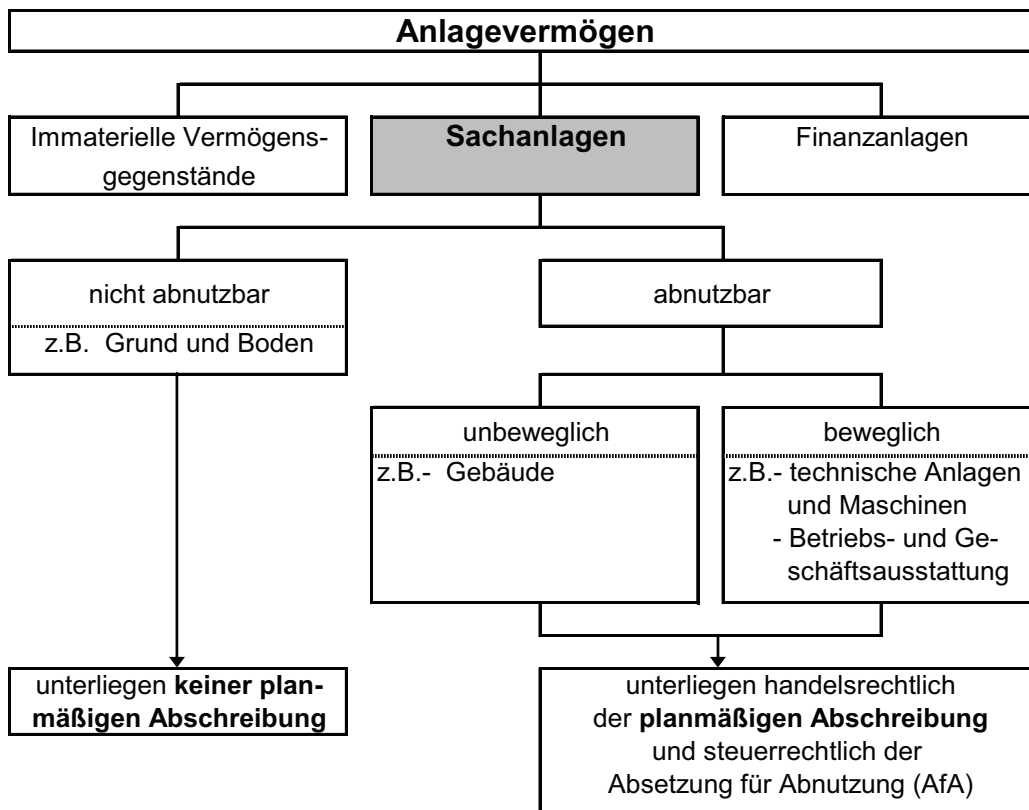 Anlagevermögen
Immaterielle Vermögens-
gegenstände
Sachanlagen
Finanzanlagen
nicht abnutzbar
z.B. Grund und Boden
abnutzbar
unbeweglich
z.B.- Gebäude
beweglich
z.B.- technische Anlagen
und Maschinen
- Betriebs- und Ge-
schäftsausstattung
unterliegen keiner plan-
mäßigen Abschreibung
unterliegen handelsrechtlich
der planmäßigen Abschreibung
und steuerrechtlich der
Absetzung für Abnutzung (AfA)